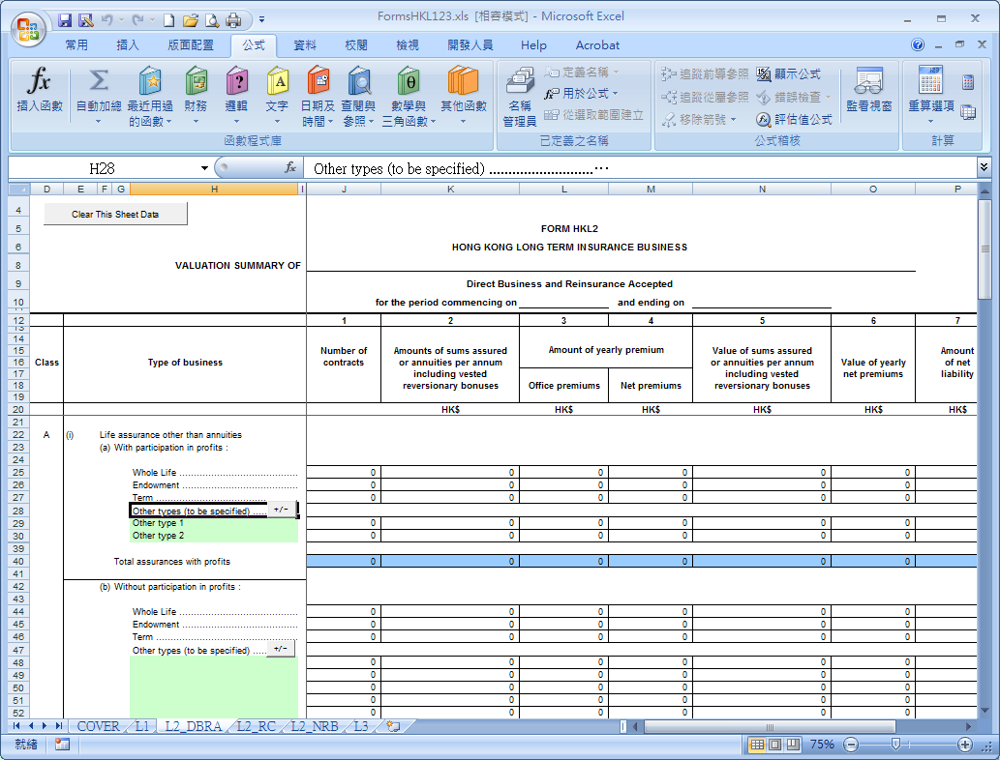 FormsHKL123.xls [相容模式] - Microsoft Excel
常用 插入 版面配置 公式 資料 校閱 檢視 開發人員 Help Acrobat
插入函數 自動加總 最近用過的函數 財務 邏輯 文字 日期及時間 查閱與參照 數學與三角函數 其他函數
函數程式庫
名稱管理員 定義名稱 用於公式 從選取範圍建立
已定義之名稱
追蹤前導參照 追蹤從屬參照 移除箭號 顯示公式 錯誤檢查 評估值公式 監看視窗
公式稽核
重算選項
計算
H28 fx Other types (to be specified) ............................
D E F G H I J K L M N O P
4 Clear This Sheet Data
5 FORM HKL2
6 HONG KONG LONG TERM INSURANCE BUSINESS
8 VALUATION SUMMARY OF
9 Direct Business and Reinsurance Accepted
10 for the period commencing on and ending on
12 1 2 3 4 5 6 7
13
14
15
16
17
18
19
Class
Type of business
Number of contracts
Amounts of sums assured or annuities per annum including vested reversionary bonuses
Amount of yearly premium
Office premiums
Net premiums
Value of sums assured or annuities per annum including vested reversionary bonuses
Value of yearly net premiums
Amount of net liability
20 HK$ HK$ HK$ HK$ HK$ HK$
21
22 A (i) Life assurance other than annuities
23 (a) With participation in profits :
24
25 Whole Life ............................................. 0 0 0 0 0 0
26 Endowment ............................................ 0 0 0 0 0 0
27 Term ......................................... 0 0 0 0 0 0
28 Other types (to be specified) ..... +/-
29 Other type 1 0 0 0 0 0 0
30 Other type 2 0 0 0 0 0 0
39
40 Total assurances with profits 0 0 0 0 0 0
41
42 (b) Without participation in profits :
43
44 Whole Life ............................................. 0 0 0 0 0 0
45 Endowment ............................................ 0 0 0 0 0 0
46 Term ..................................................... 0 0 0 0 0 0
47 Other types (to be specified) ..... +/-
48 0 0 0 0 0 0
49 0 0 0 0 0 0
50 0 0 0 0 0 0
51 0 0 0 0 0 0
52 0 0 0 0 0 0
COVER L1 L2_DBRA L2_RC L2_NRB L3
就緒 75%